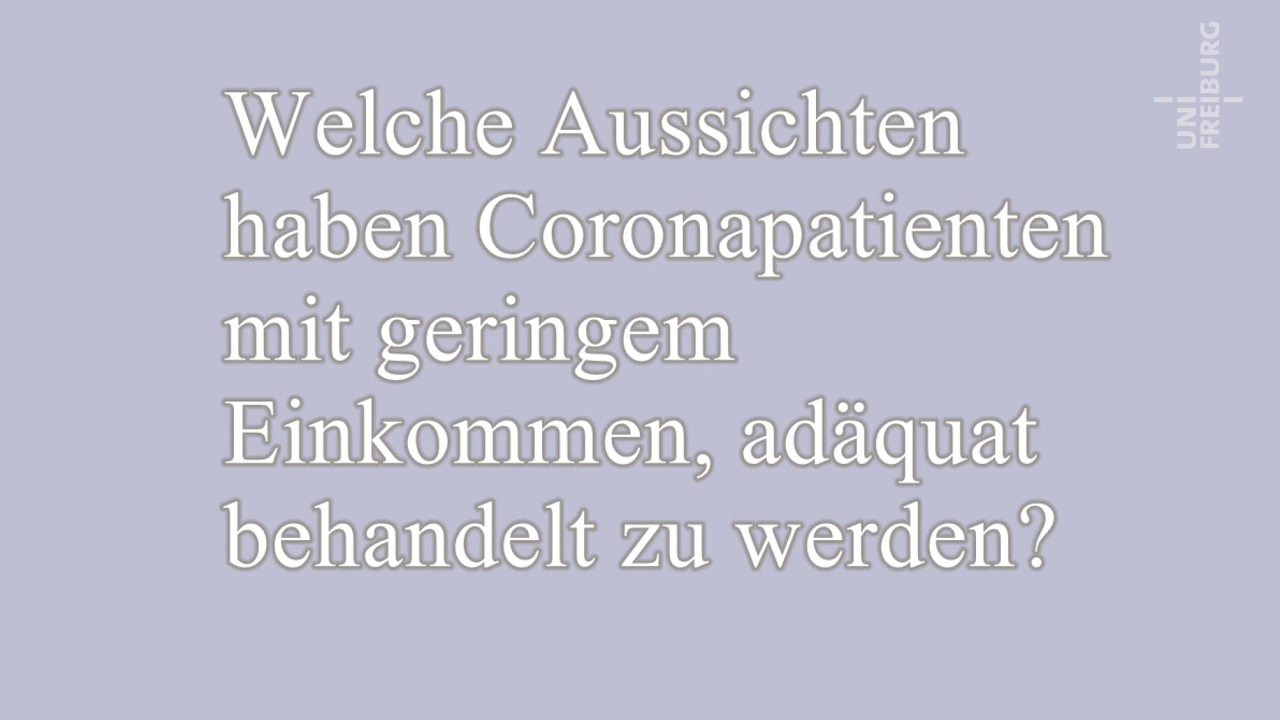 Welche Aussichten
haben Coronapatienten
mit geringem
Einkommen, adäquat
behandelt zu werden?
UNI
FREIBURG